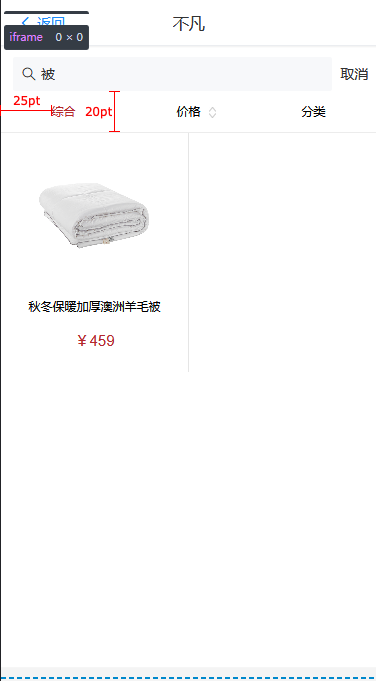 返回
不凡
iframe 0 × 0
被
取消
25pt
综合
20pt
价格
分类
秋冬保暖加厚澳洲羊毛被
￥459